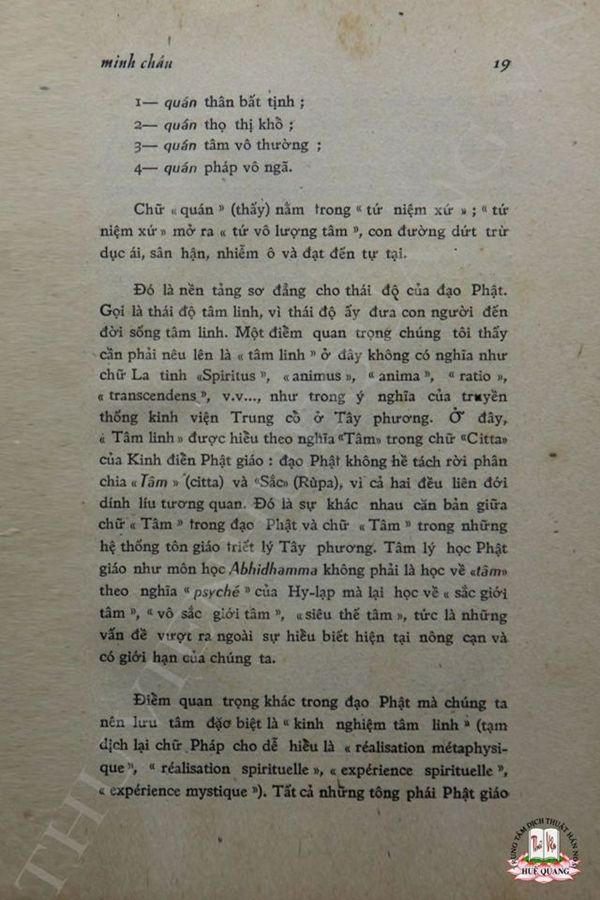 minh châu 19
1— quán thân bất tịnh ;
2— quán thọ thị khổ ;
3— quán tâm vô thường ;
4— quán pháp vô ngã.
Chữ « quán » (thấy) nằm trong « tứ niệm xứ » ; « tứ
niệm xứ » mở ra « tứ vô lượng tâm », con đường dứt trừ
dục ái, sân hận, nhiễm ô và đạt đến tự tại.
Đó là nền tảng sơ đẳng cho thái độ của đạo Phật.
Gọi là thái độ tâm linh, vì thái độ ấy đưa con người đến
đời sống tâm linh. Một điểm quan trọng chúng tôi thấy
cần phải nêu lên là « tâm linh » ở đây không có nghĩa như
chữ La tinh «Spiritus », « animus », « anima », « ratio »,
« transcendens », v.v..., như trong ý nghĩa của truyền
thống kinh viện Trung cổ ở Tây phương. Ở đây,
« Tâm linh » được hiểu theo nghĩa «Tâm» trong chữ «Citta»
của Kinh điển Phật giáo : đạo Phật không hề tách rời phân
chia «Tâm» (citta) và «Sắc» (Rùpa), vì cả hai đều liên đới
dính líu tương quan. Đó là sự khác nhau căn bản giữa
chữ « Tâm » trong đạo Phật và chữ « Tâm » trong những
hệ thống tôn giáo triết lý Tây phương. Tâm lý học Phật
giáo như môn học Abhidhamma không phải là học về «tâm»
theo nghĩa « psyché » của Hy-lạp mà lại học về « sắc giới
tâm », « vô sắc giới tâm », « siêu thế tâm », tức là những
vấn đề vượt ra ngoài sự hiểu biết hiện tại nông cạn và
có giới hạn của chúng ta.
Điểm quan trọng khác trong đạo Phật mà chúng ta
nên lưu tâm đặc biệt là « kinh nghiệm tâm linh » (tạm
dịch lại chữ Pháp cho dễ hiểu là « réalisation métaphysi-
que », « réalisation spirituelle », « expérience spirituelle »,
« expérience mystique »). Tất cả những tông phái Phật giáo
TRUNG TÂM DỊCH THUẬT HÁN NÔM
HUỆ QUANG